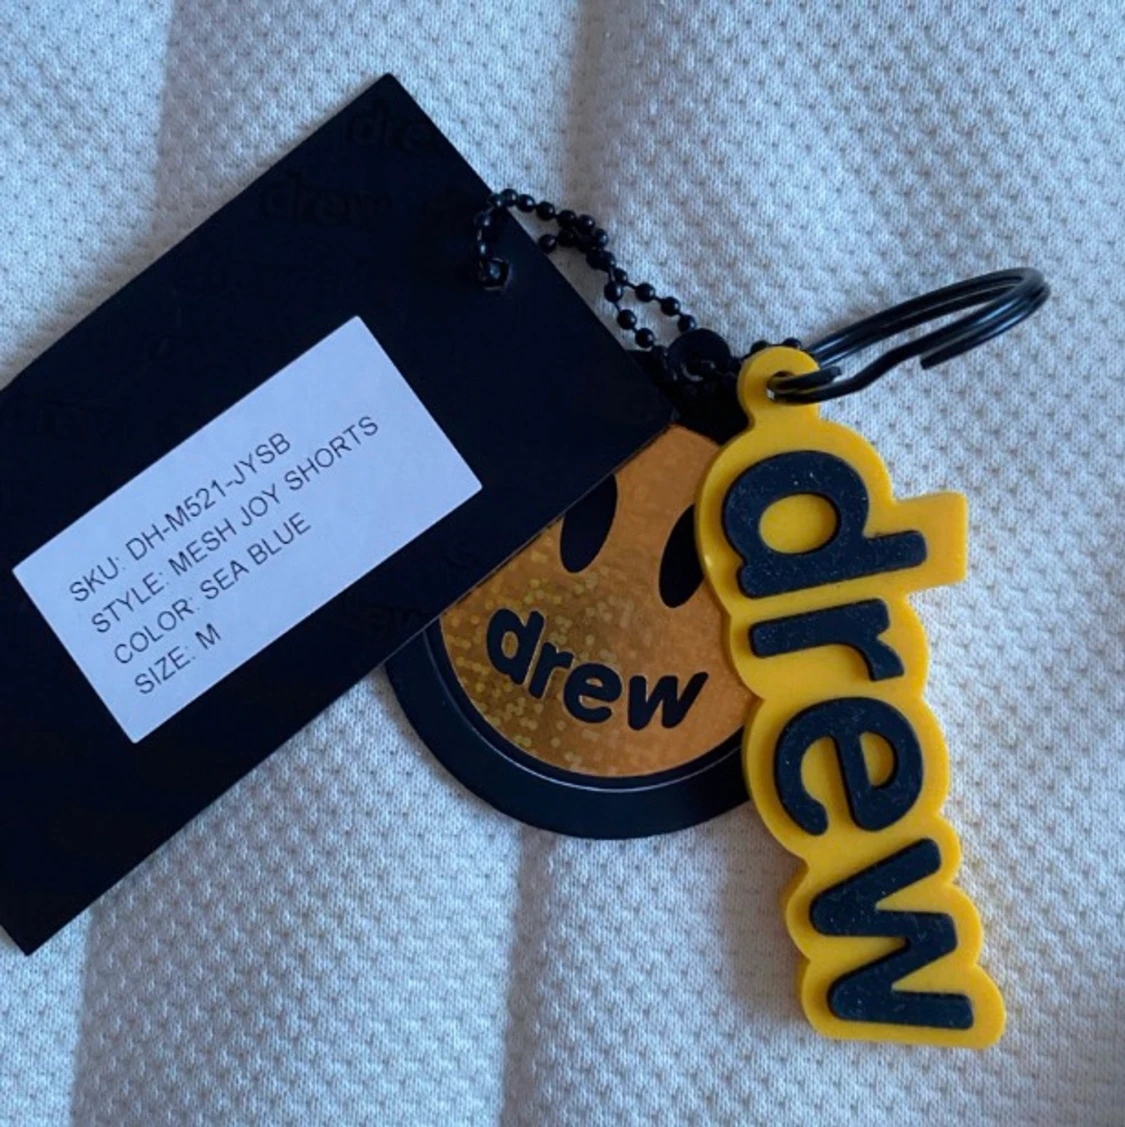 SKU: DH-M521-JYSB
STYLE: MESH JOY SHORTS
COLOR: SEA BLUE
SIZE: M
drew
drew